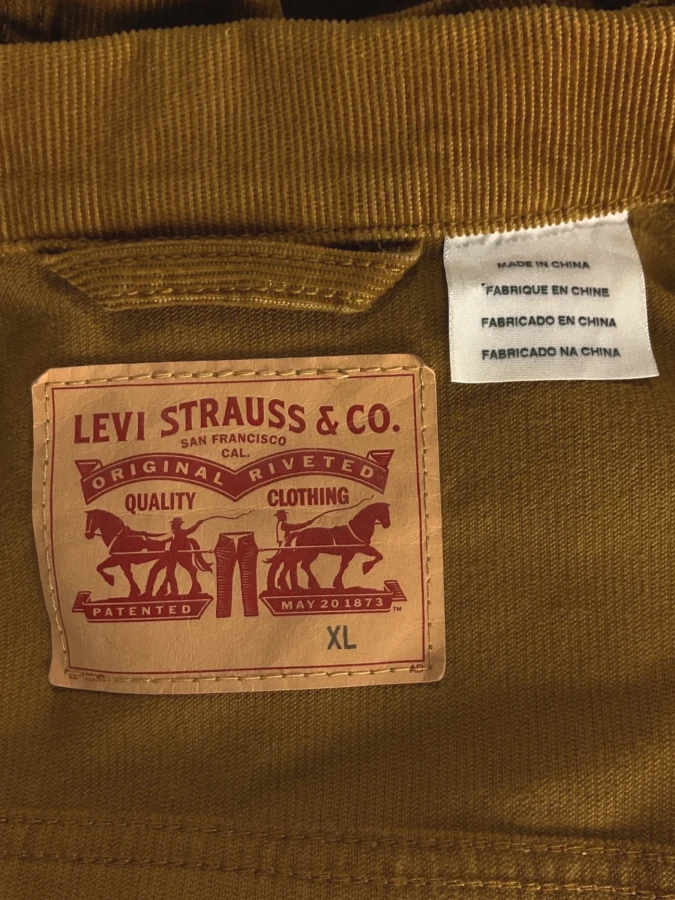 MADE IN CHINA
FABRIQUE EN CHINE
FABRICADO EN CHINA
FABRICADO NA CHINA
LEVI STRAUSS & CO.
SAN FRANCISCO
CAL.
ORIGINAL RIVETED
QUALITY CLOTHING
PATENTED MAY 20 1873 ™
XL